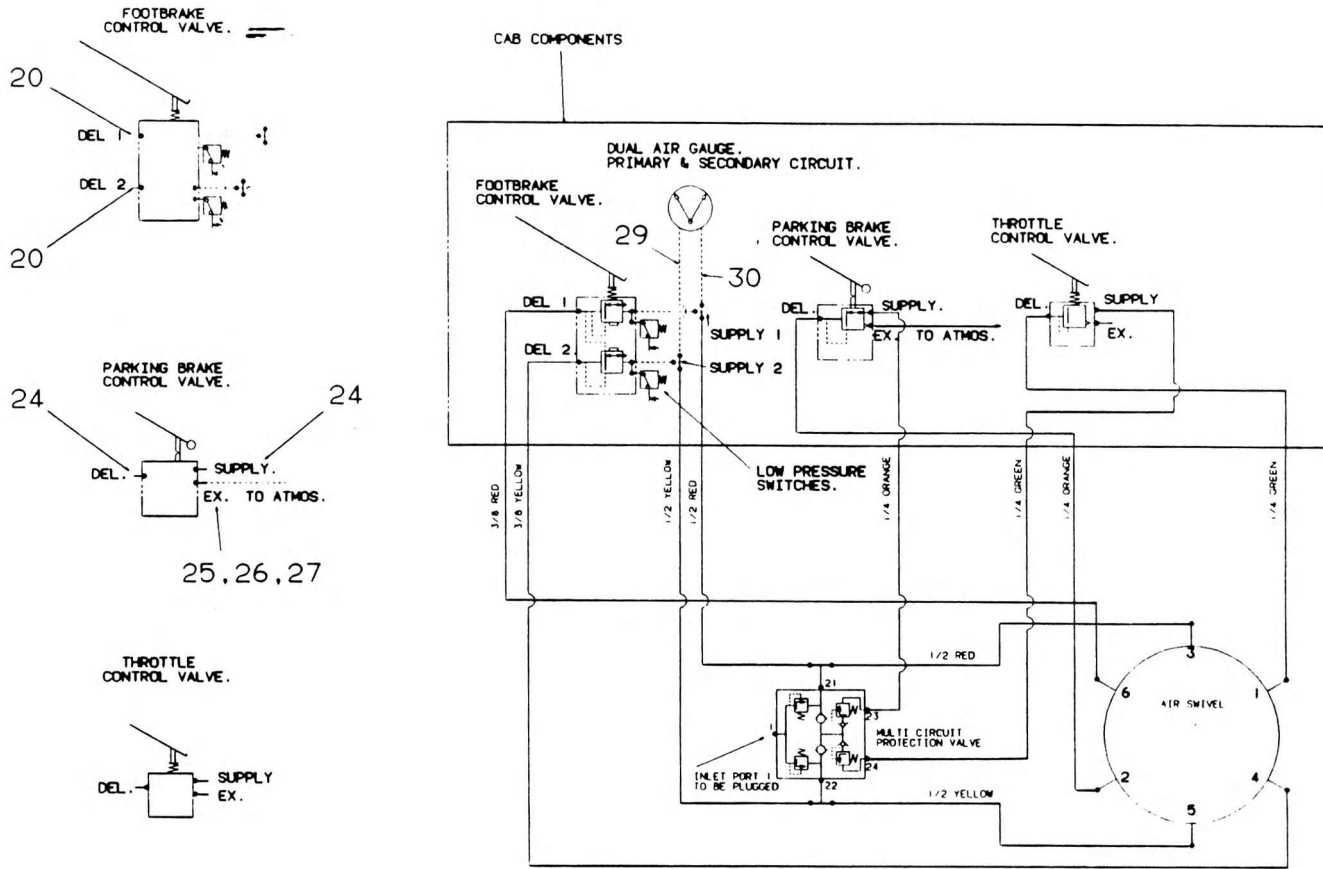 FOOTBRAKE
CONTROL VALVE.
20
DEL 1
DEL 2
20
PARKING BRAKE
CONTROL VALVE.
24
24
DEL.
SUPPLY.
EX. TO ATMOS.
25,26,27
THROTTLE
CONTROL VALVE.
DEL.
SUPPLY
EX.
CAB COMPONENTS
DUAL AIR GAUGE.
PRIMARY & SECONDARY CIRCUIT.
FOOTBRAKE
CONTROL VALVE.
29
30
PARKING BRAKE
CONTROL VALVE.
THROTTLE
CONTROL VALVE.
DEL 1
DEL 2
SUPPLY 1
SUPPLY 2
DEL.
SUPPLY.
EX. TO ATMOS.
DEL.
SUPPLY
EX.
LOW PRESSURE
SWITCHES.
3/8 RED
3/8 YELLOW
1/2 YELLOW
1/2 RED
1/4 ORANGE
1/4 GREEN
1/4 ORANGE
1/4 GREEN
1/2 RED
21
1
23
MULTI CIRCUIT
PROTECTION VALVE
24
INLET PORT 1
TO BE PLUGGED
22
1/2 YELLOW
3
6
1
AIR SWIVEL
2
4
5